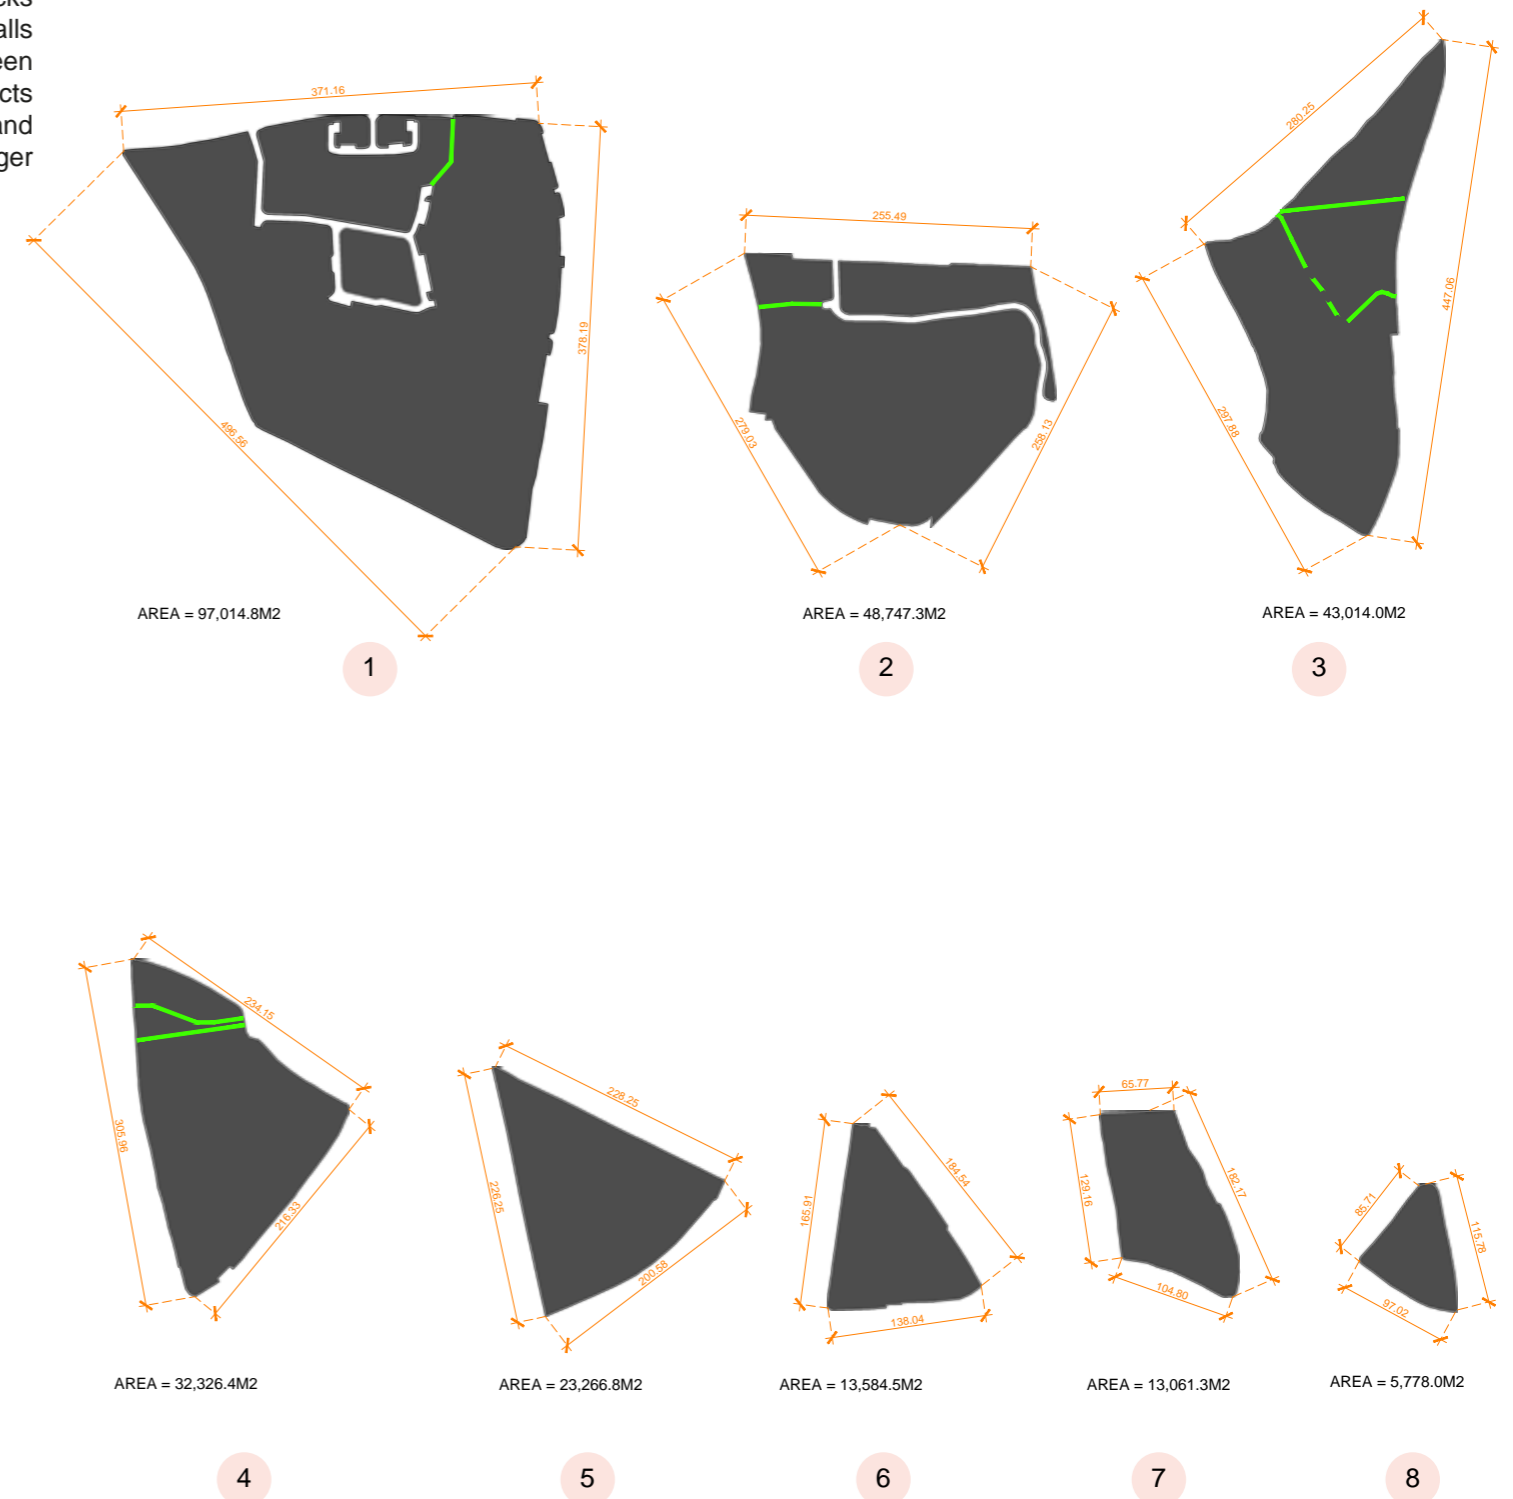 alls
een
cts
and
ger
371.16
378.19
496.56
AREA = 97,014.8M2
1
255.49
279.03
258.13
AREA = 48,747.3M2
2
280.25
447.06
297.88
AREA = 43,014.0M2
3
234.15
305.96
216.33
AREA = 32,326.4M2
4
228.25
226.25
200.58
AREA = 23,266.8M2
5
184.54
165.91
138.04
AREA = 13,584.5M2
6
65.77
129.16
182.17
104.80
AREA = 13,061.3M2
7
85.71
115.78
97.02
AREA = 5,778.0M2
8